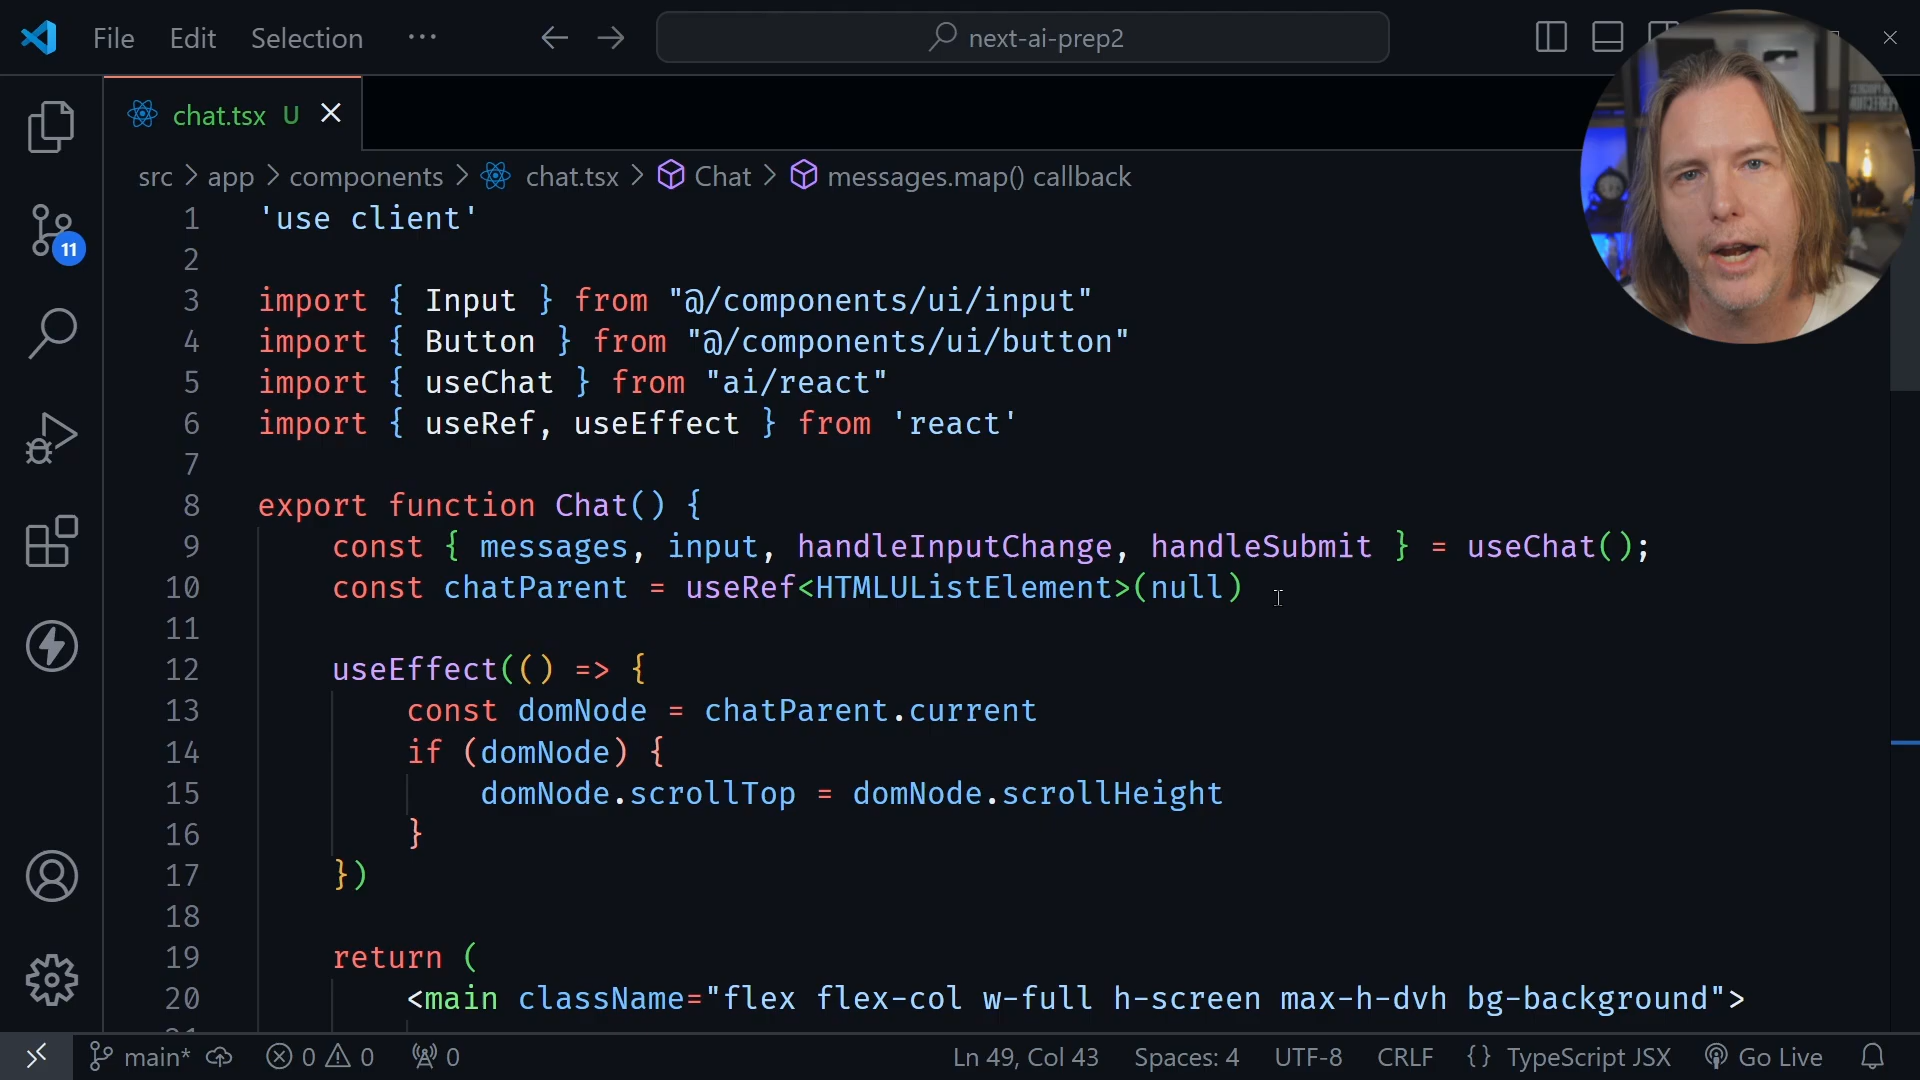 File Edit Selection ··· next-ai-prep2
chat.tsx U
src > app > components > chat.tsx > Chat > messages.map() callback
11
1 'use client'
2
3 import { Input } from "@/components/ui/input"
4 import { Button } from "@/components/ui/button"
5 import { useChat } from "ai/react"
6 import { useRef, useEffect } from 'react'
7
8 export function Chat() {
9 const { messages, input, handleInputChange, handleSubmit } = useChat();
10 const chatParent = useRef<HTMLUListElement>(null)
11
12 useEffect(() => {
13 const domNode = chatParent.current
14 if (domNode) {
15 domNode.scrollTop = domNode.scrollHeight
16 }
17 })
18
19 return (
20 <main className="flex flex-col w-full h-screen max-h-dvh bg-background">
main* 0 0 0 Ln 49, Col 43 Spaces: 4 UTF-8 CRLF {} TypeScript JSX Go Live